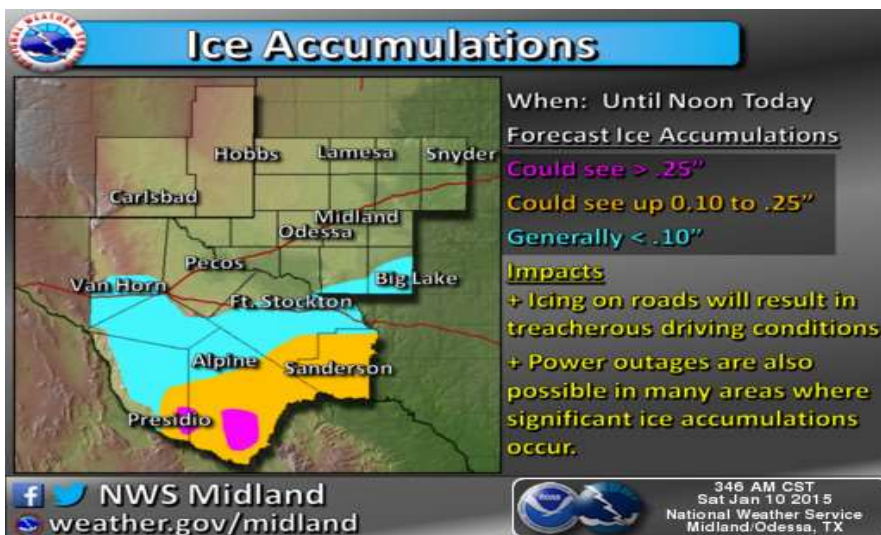 Ice Accumulations
When: Until Noon Today
Forecast Ice Accumulations
Could see > .25"
Could see up 0.10 to .25"
Generally < .10"
Impacts
+ Icing on roads will result in
treacherous driving conditions
+ Power outages are also
possible in many areas where
significant ice accumulations
occur.
Hobbs
Lamesa
Snyder
Carlsbad
Midland
Odessa
Pecos
Big Lake
Van Horn
Ft. Stockton
Alpine
Sanderson
Presidio
NWS Midland
weather.gov/midland
noaa
346 AM CST
Sat Jan 10 2015
National Weather Service
Midland/Odessa, TX